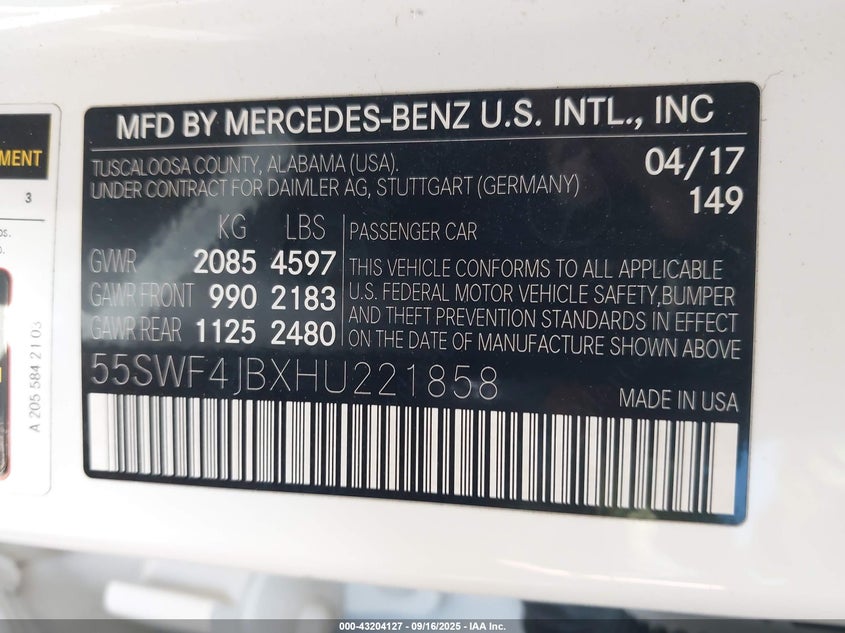 MENT
3
os.
o.
A 205 584 21 03
MFD BY MERCEDES-BENZ U.S. INTL., INC
TUSCALOOSA COUNTY, ALABAMA (USA).
UNDER CONTRACT FOR DAIMLER AG, STUTTGART (GERMANY)
04/17
149
KG LBS
GVWR 2085 4597
GAWR FRONT 990 2183
GAWR REAR 1125 2480
PASSENGER CAR
THIS VEHICLE CONFORMS TO ALL APPLICABLE
U.S. FEDERAL MOTOR VEHICLE SAFETY,BUMPER
AND THEFT PREVENTION STANDARDS IN EFFECT
ON THE DATE OF MANUFACTURE SHOWN ABOVE
55SWF4JBXHU221858
MADE IN USA
000-43204127 - 09/16/2025 - IAA Inc.